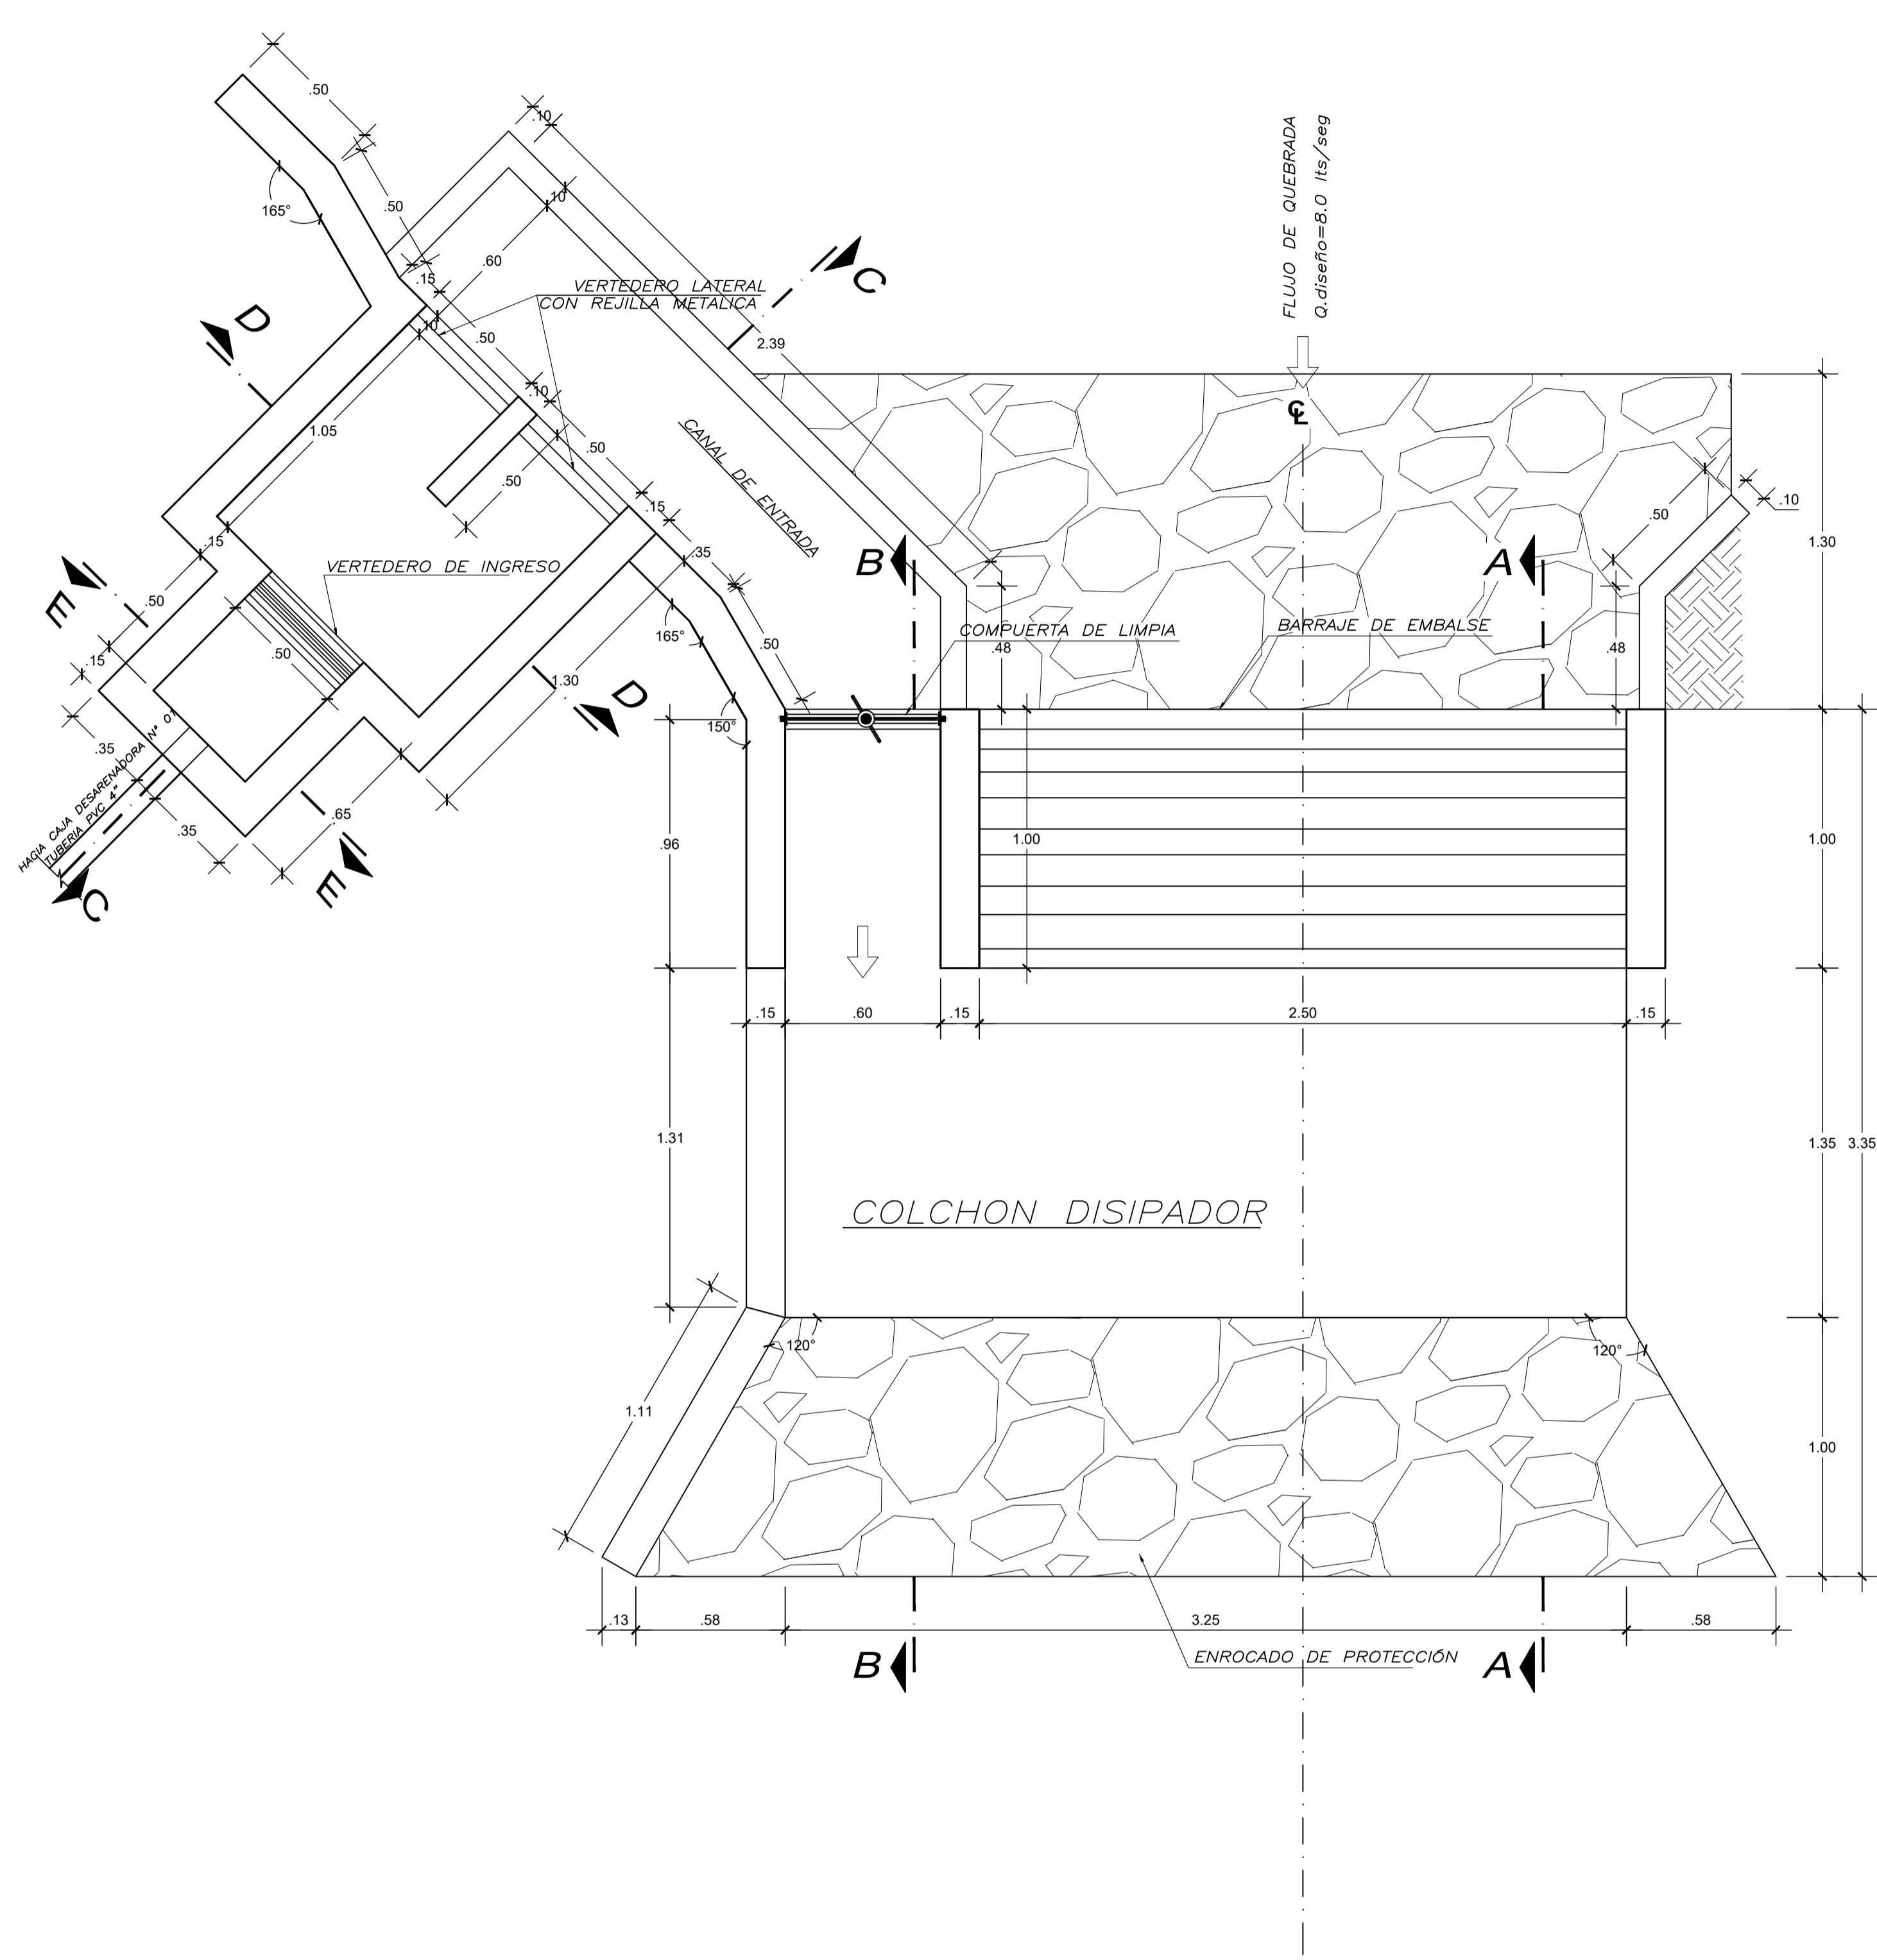 .50
.10
FLUJO DE QUEBRADA
Q.diseño=8.0 lts/seg
165°
.50
.10
.60
.15
VERTEDERO LATERAL
CON REJILLA METALICA
C
D
.10
.50
2.39
℄
.10
1.05
.50
CANAL DE ENTRADA
.50
.50
.10
.15
.15
.35
B
A
1.30
VERTEDERO DE INGRESO
E
.50
165°
COMPUERTA DE LIMPIA
BARRAJE DE EMBALSE
.50
.50
.48
.48
.15
1.30
D
150°
HACIA CAJA DESARENADORA N° 01
TUBERIA PVC 4"
.35
.35
.65
.96
1.00
1.00
E
C
.15
.60
.15
2.50
.15
1.31
1.35
3.35
COLCHON DISIPADOR
120°
120°
1.11
1.00
.13
.58
3.25
.58
ENROCADO DE PROTECCIÓN
B
A